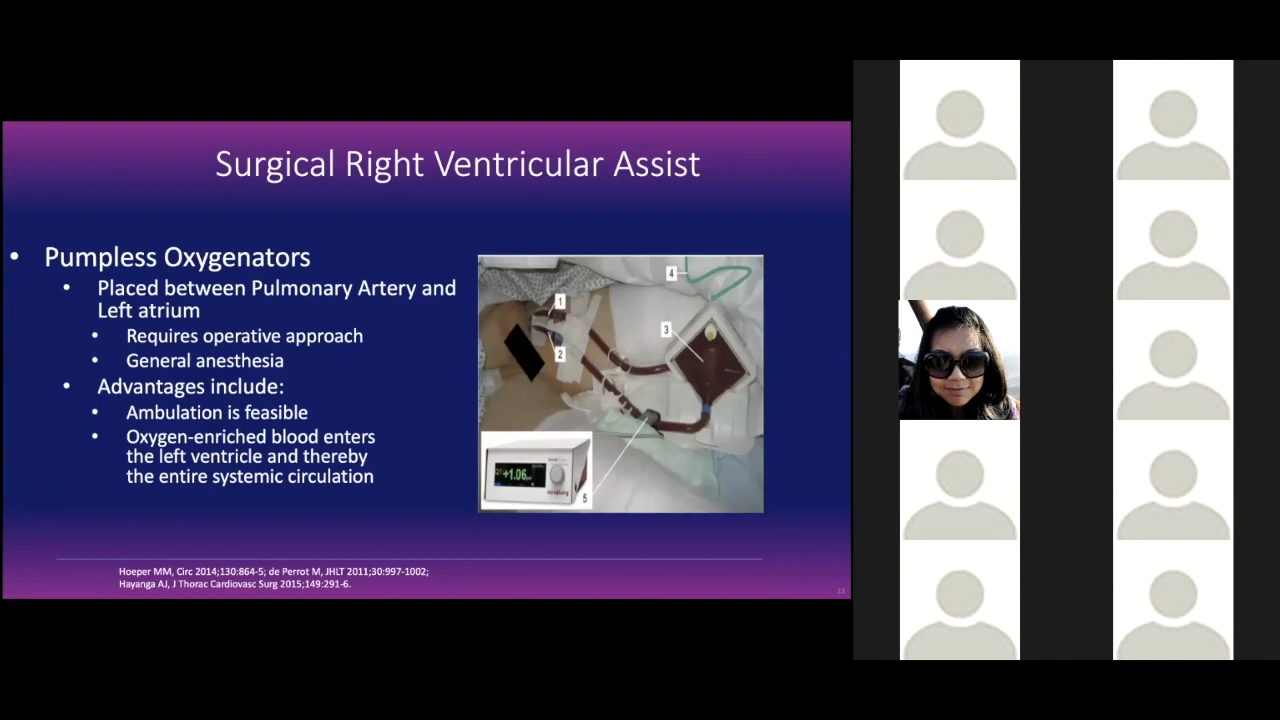 Surgical Right Ventricular Assist
• Pumpless Oxygenators
• Placed between Pulmonary Artery and
Left atrium
• Requires operative approach
• General anesthesia
• Advantages include:
• Ambulation is feasible
• Oxygen-enriched blood enters
the left ventricle and thereby
the entire systemic circulation
4
1
3
2
+1.06
5
Hoeper MM, Circ 2014;130:864-5; de Perrot M, JHLT 2011;30:997-1002;
Hayanga AJ, J Thorac Cardiovasc Surg 2015;149:291-6.
22